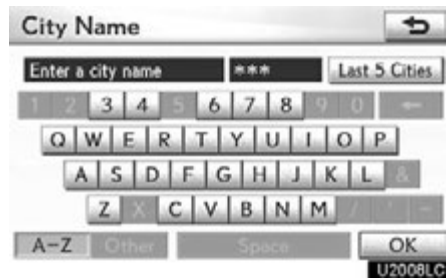 City Name
Enter a city name *** Last 5 Cities
1 2 3 4 5 6 7 8 9 0 ←
Q W E R T Y U I O P
A S D F G H J K L &
Z X C V B N M / ' -
A-Z Other Space OK
U2008LC